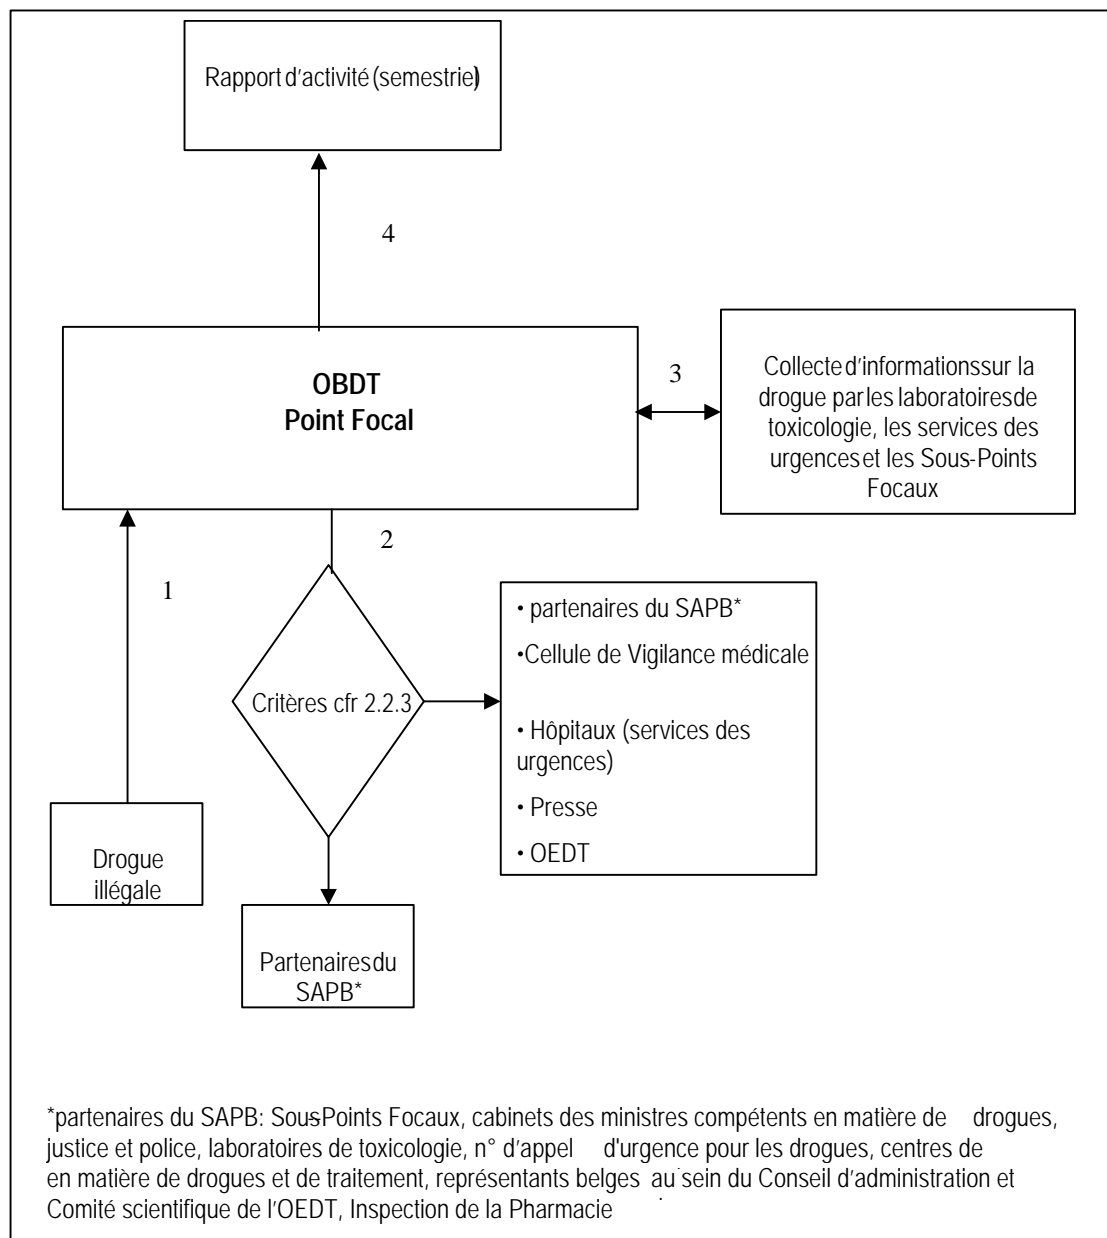 Rapport d'activité (semestrie)
4
OBDT
Point Focal
3
Collecte d'informations sur la
drogue par les laboratoires de
toxicologie, les services des
urgences et les Sous-Points
Focaux
2
1
Critères cfr 2.2.3
• partenaires du SAPB*
•Cellule de Vigilance médicale
• Hôpitaux (services des
urgences)
• Presse
• OEDT
Drogue
illégale
Partenaires du
SAPB*
*partenaires du SAPB: Sous-Points Focaux, cabinets des ministres compétents en matière de drogues,
justice et police, laboratoires de toxicologie, n° d'appel d'urgence pour les drogues, centres de
en matière de drogues et de traitement, représentants belges au sein du Conseil d'administration et
Comité scientifique de l'OEDT, Inspection de la Pharmacie